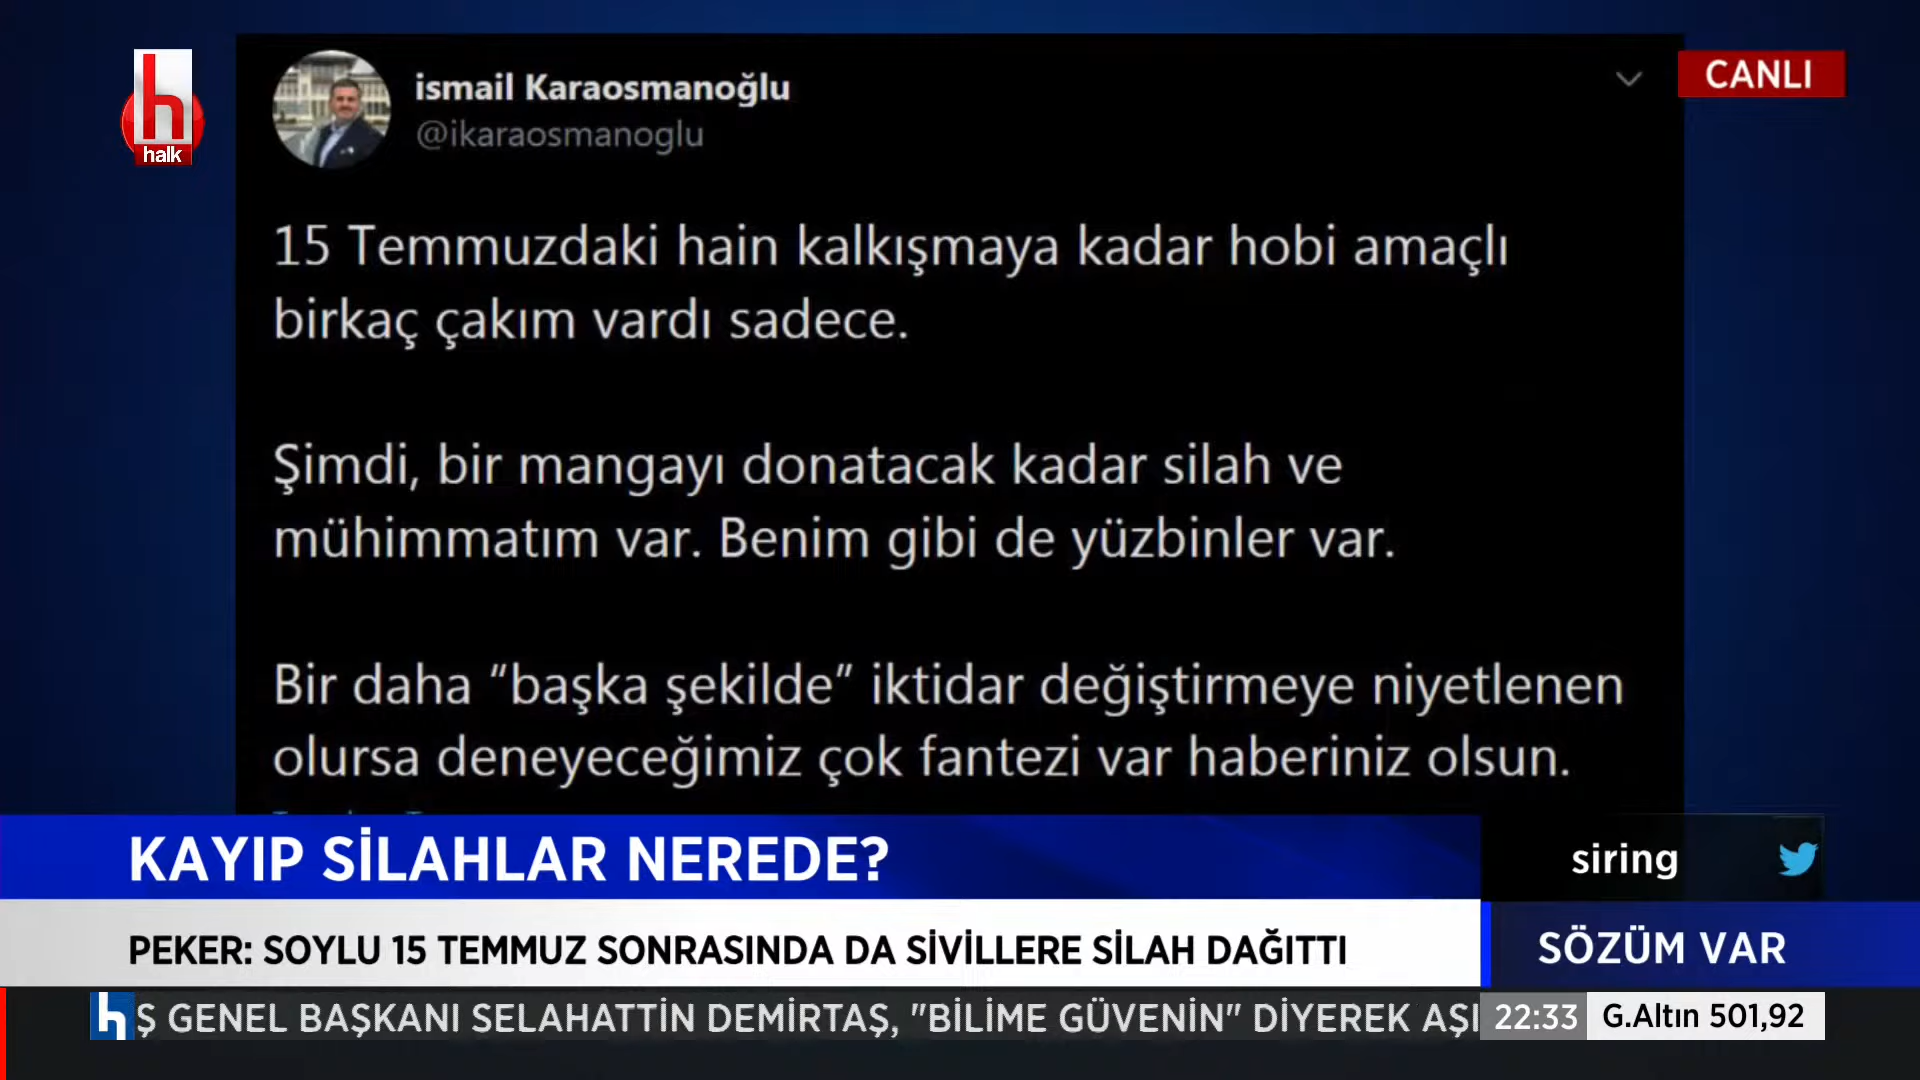 h
halk
ismail Karaosmanoğlu
@ikaraosmanoglu
CANLI
15 Temmuzdaki hain kalkışmaya kadar hobi amaçlı
birkaç çakım vardı sadece.
Şimdi, bir mangayı donatacak kadar silah ve
mühimmatım var. Benim gibi de yüzbinler var.
Bir daha “başka şekilde” iktidar değiştirmeye niyetlenen
olursa deneyeceğimiz çok fantezi var haberiniz olsun.
KAYIP SİLAHLAR NEREDE?
siring
PEKER: SOYLU 15 TEMMUZ SONRASINDA DA SİVİLLERE SİLAH DAĞITTI
SÖZÜM VAR
h Ş GENEL BAŞKANI SELAHATTİN DEMİRTAŞ, "BİLİME GÜVENİN" DİYEREK AŞI
22:33 G.Altın 501,92